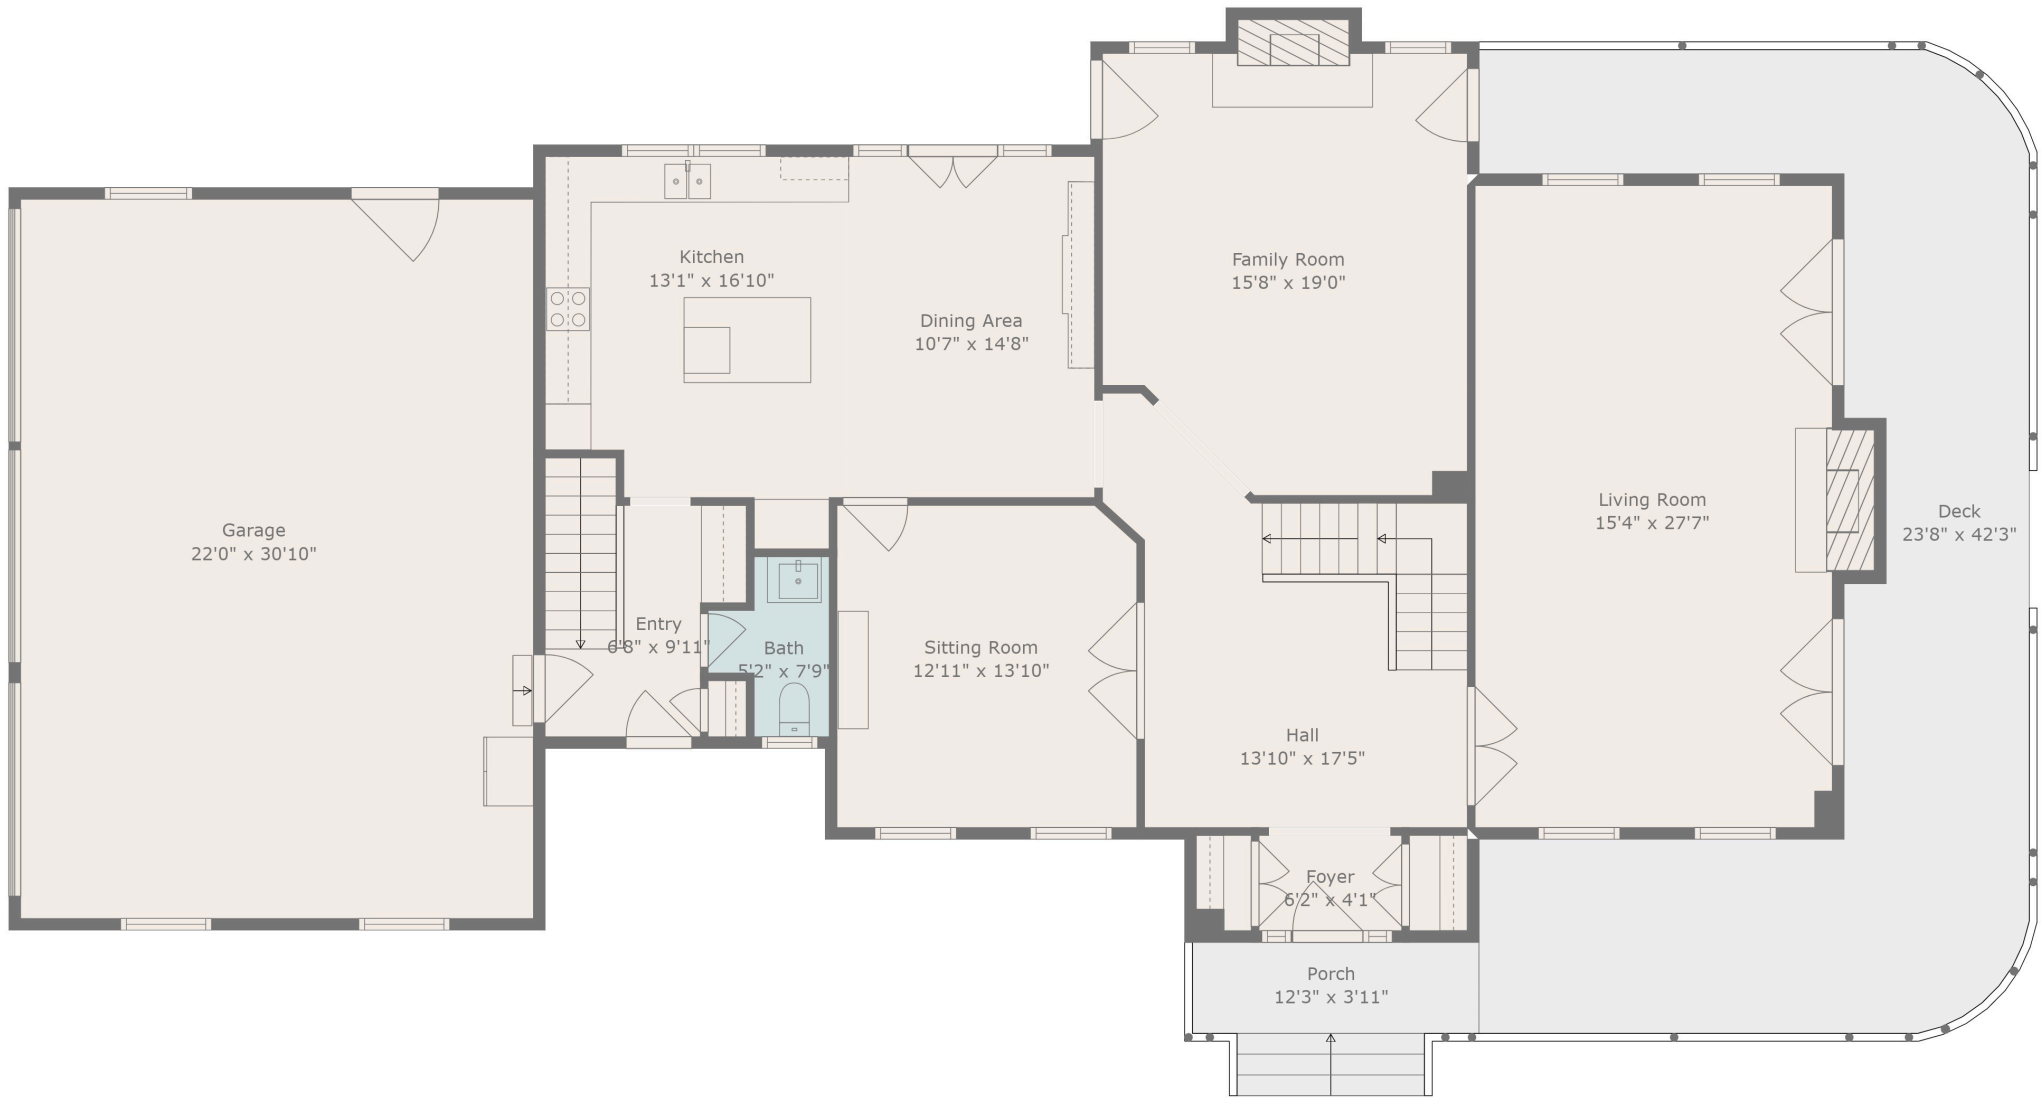 Kitchen
13'1" x 16'10"
Family Room
15'8" x 19'0"
Dining Area
10'7" x 14'8"
Living Room
15'4" x 27'7"
Deck
23'8" x 42'3"
Garage
22'0" x 30'10"
Entry
6'8" x 9'11"
Bath
5'2" x 7'9"
Sitting Room
12'11" x 13'10"
Hall
13'10" x 17'5"
Foyer
6'2" x 4'1"
Porch
12'3" x 3'11"